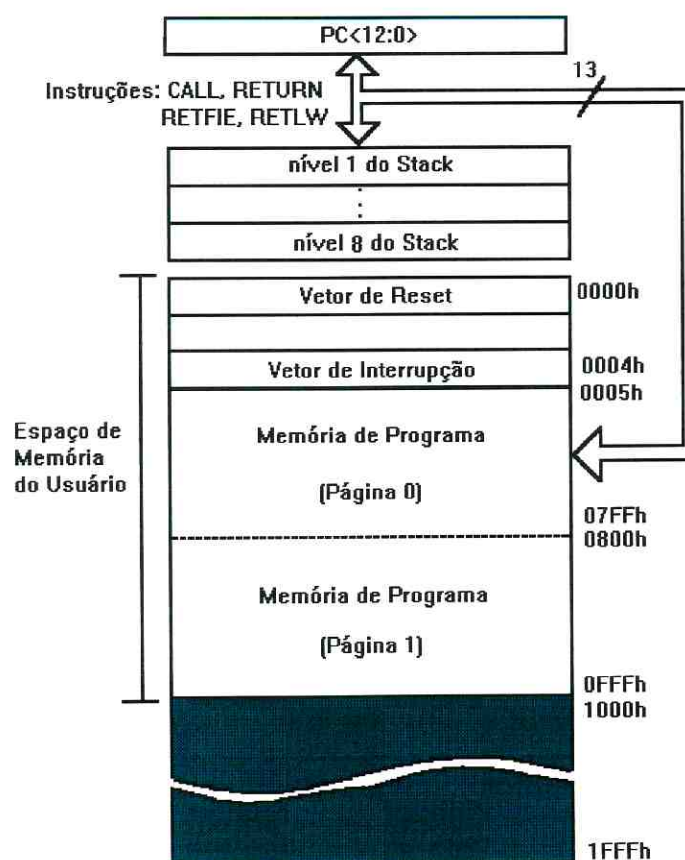 PC<12:0>
13
Instruções: CALL, RETURN
RETFIE, RETLW
nível 1 do Stack
nível 8 do Stack
Vetor de Reset
0000h
Vetor de Interrupção
0004h
0005h
Espaço de
Memória
do Usuário
Memória de Programa
(Página 0)
07FFh
0800h
Memória de Programa
(Página 1)
0FFFh
1000h
1FFFh